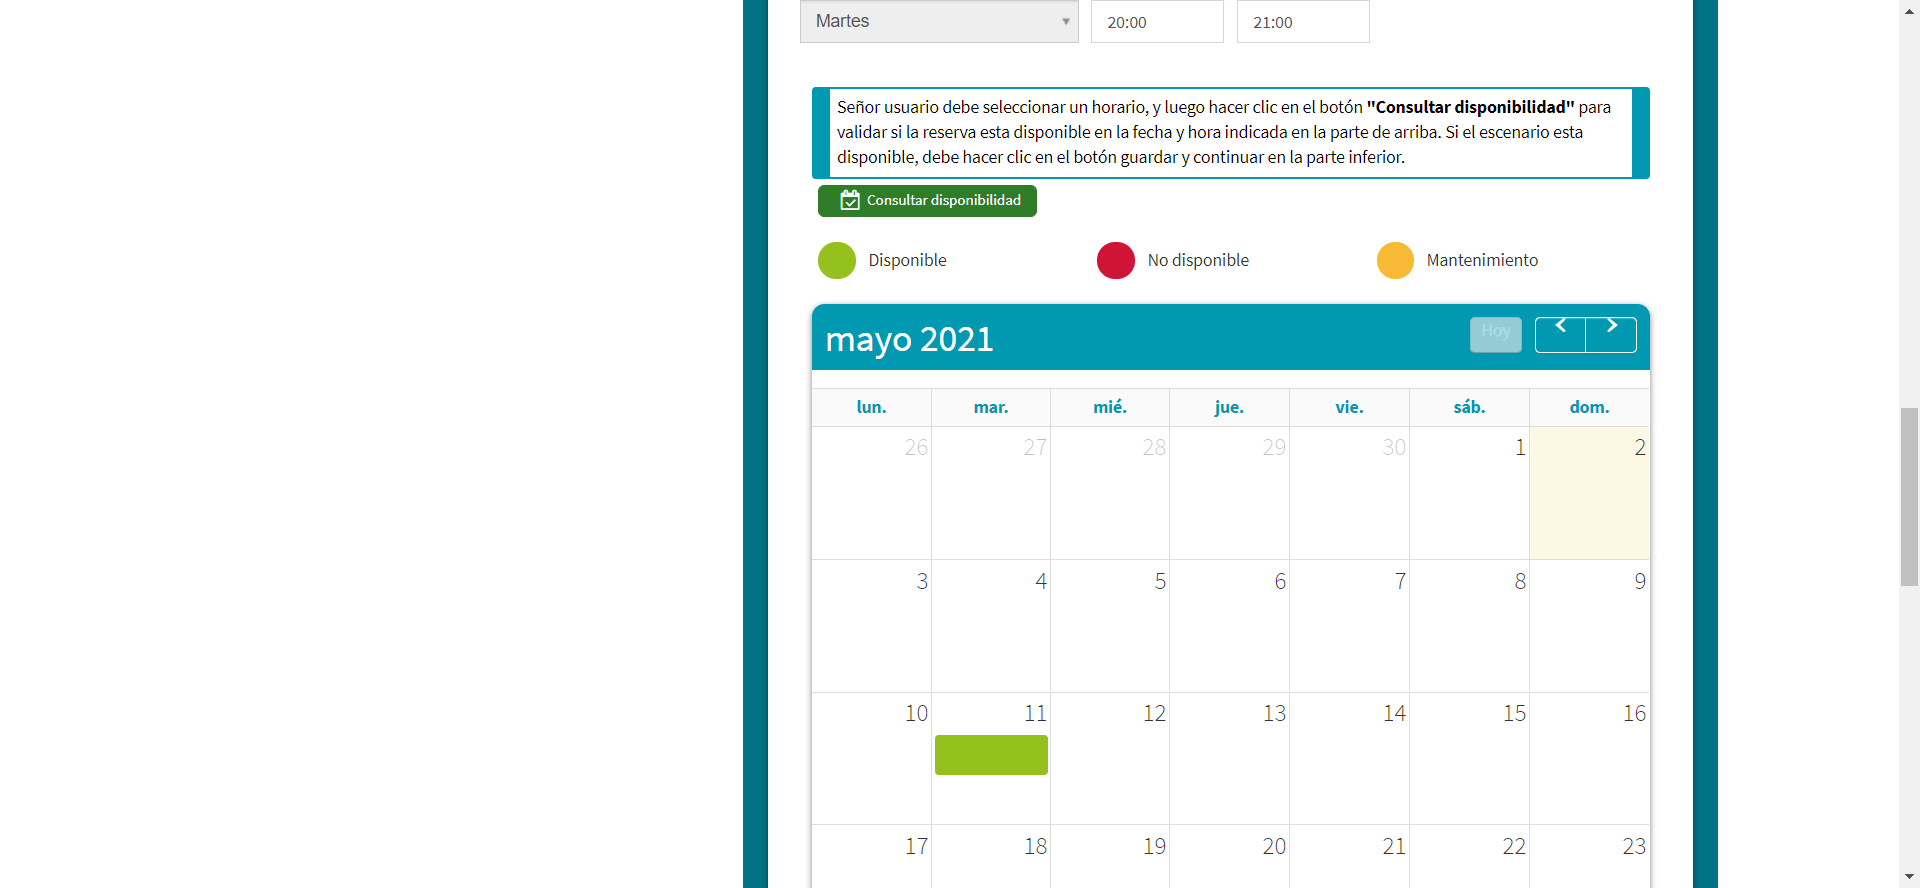 Martes 20:00 21:00
Señor usuario debe seleccionar un horario, y luego hacer clic en el botón "Consultar disponibilidad" para
validar si la reserva esta disponible en la fecha y hora indicada en la parte de arriba. Si el escenario esta
disponible, debe hacer clic en el botón guardar y continuar en la parte inferior.
Consultar disponibilidad
Disponible No disponible Mantenimiento
mayo 2021 Hoy
lun. mar. mié. jue. vie. sáb. dom.
26 27 28 29 30 1 2
3 4 5 6 7 8 9
10 11 12 13 14 15 16
17 18 19 20 21 22 23